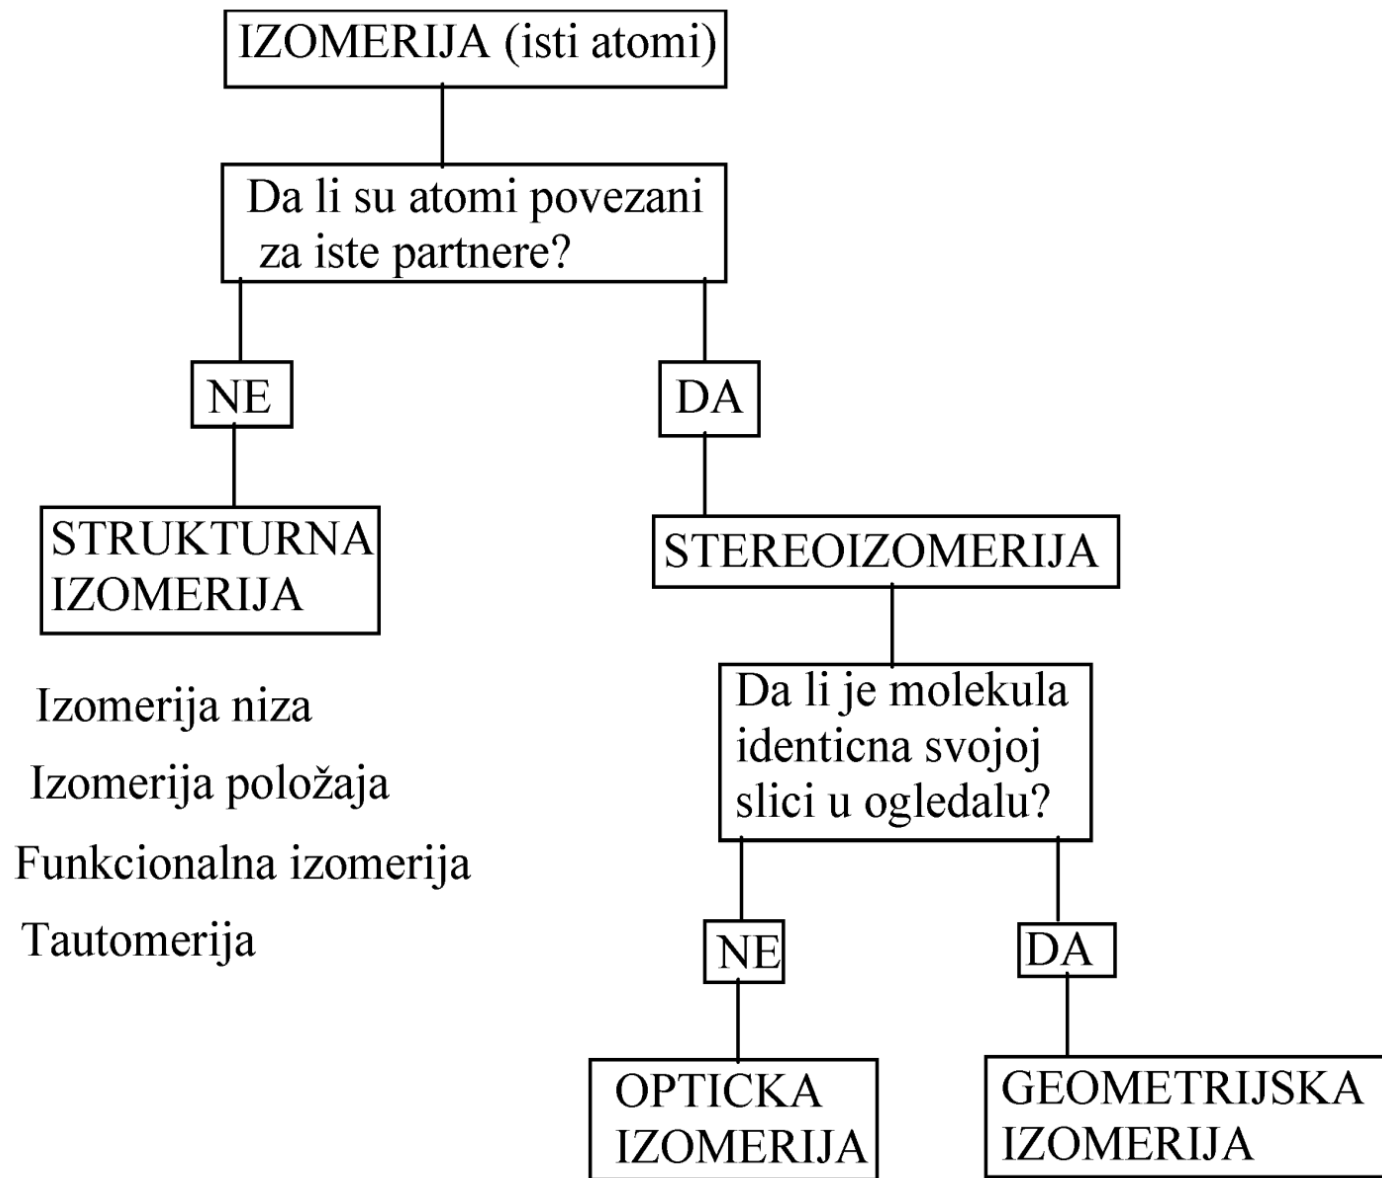 IZOMERIJA (isti atomi)
Da li su atomi povezani
za iste partnere?
NE
DA
STRUKTURNA
IZOMERIJA
STEREOIZOMERIJA
Izomerija niza
Izomerija položaja
Funkcionalna izomerija
Tautomerija
Da li je molekula
identicna svojoj
slici u ogledalu?
NE
DA
OPTICKA
IZOMERIJA
GEOMETRIJSKA
IZOMERIJA